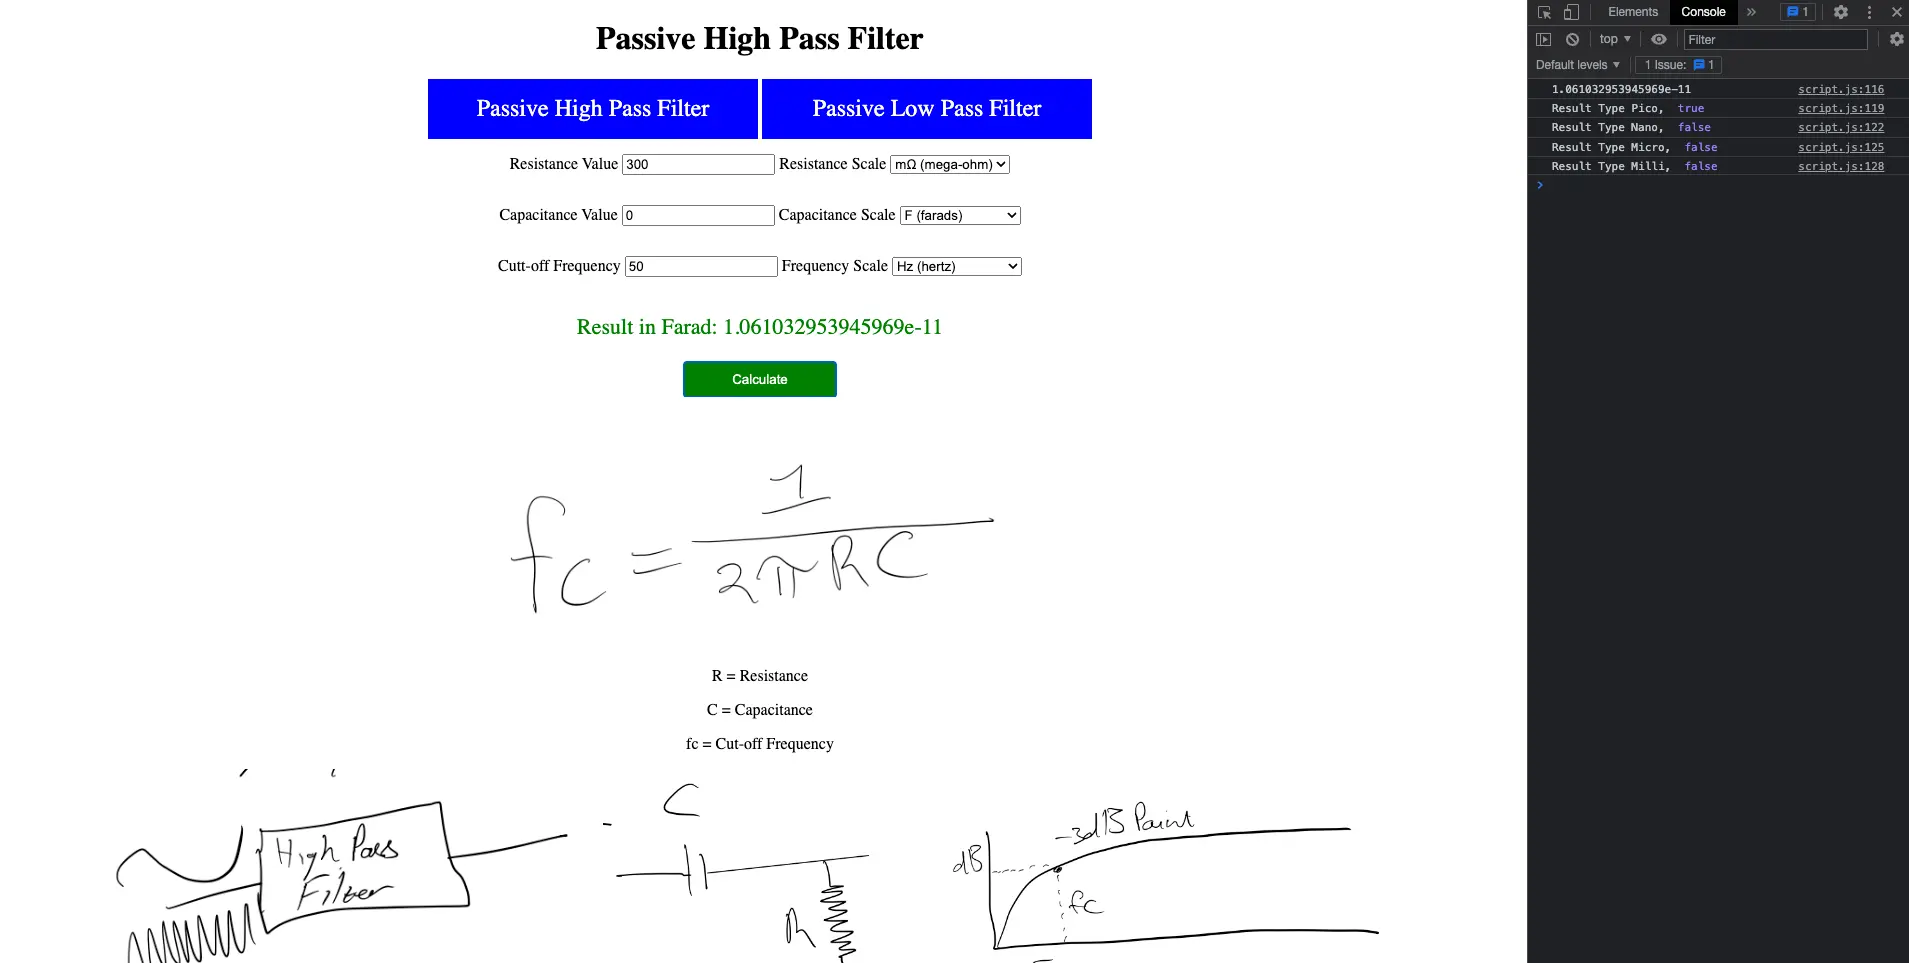 Passive High Pass Filter
Passive High Pass Filter Passive Low Pass Filter
Resistance Value 300 Resistance Scale mΩ (mega-ohm)
Capacitance Value 0 Capacitance Scale F (farads)
Cutt-off Frequency 50 Frequency Scale Hz (hertz)
Result in Farad: 1.061032953945969e-11
Calculate
fc = 1
2πRC
R = Resistance
C = Capacitance
fc = Cut-off Frequency
High Pass
Filter
C
R
-3dB Point
dB
fc
Elements Console » 1
top Filter
Default levels 1 Issue: 1
1.061032953945969e-11 script.js:116
Result Type Pico, true script.js:119
Result Type Nano, false script.js:122
Result Type Micro, false script.js:125
Result Type Milli, false script.js:128